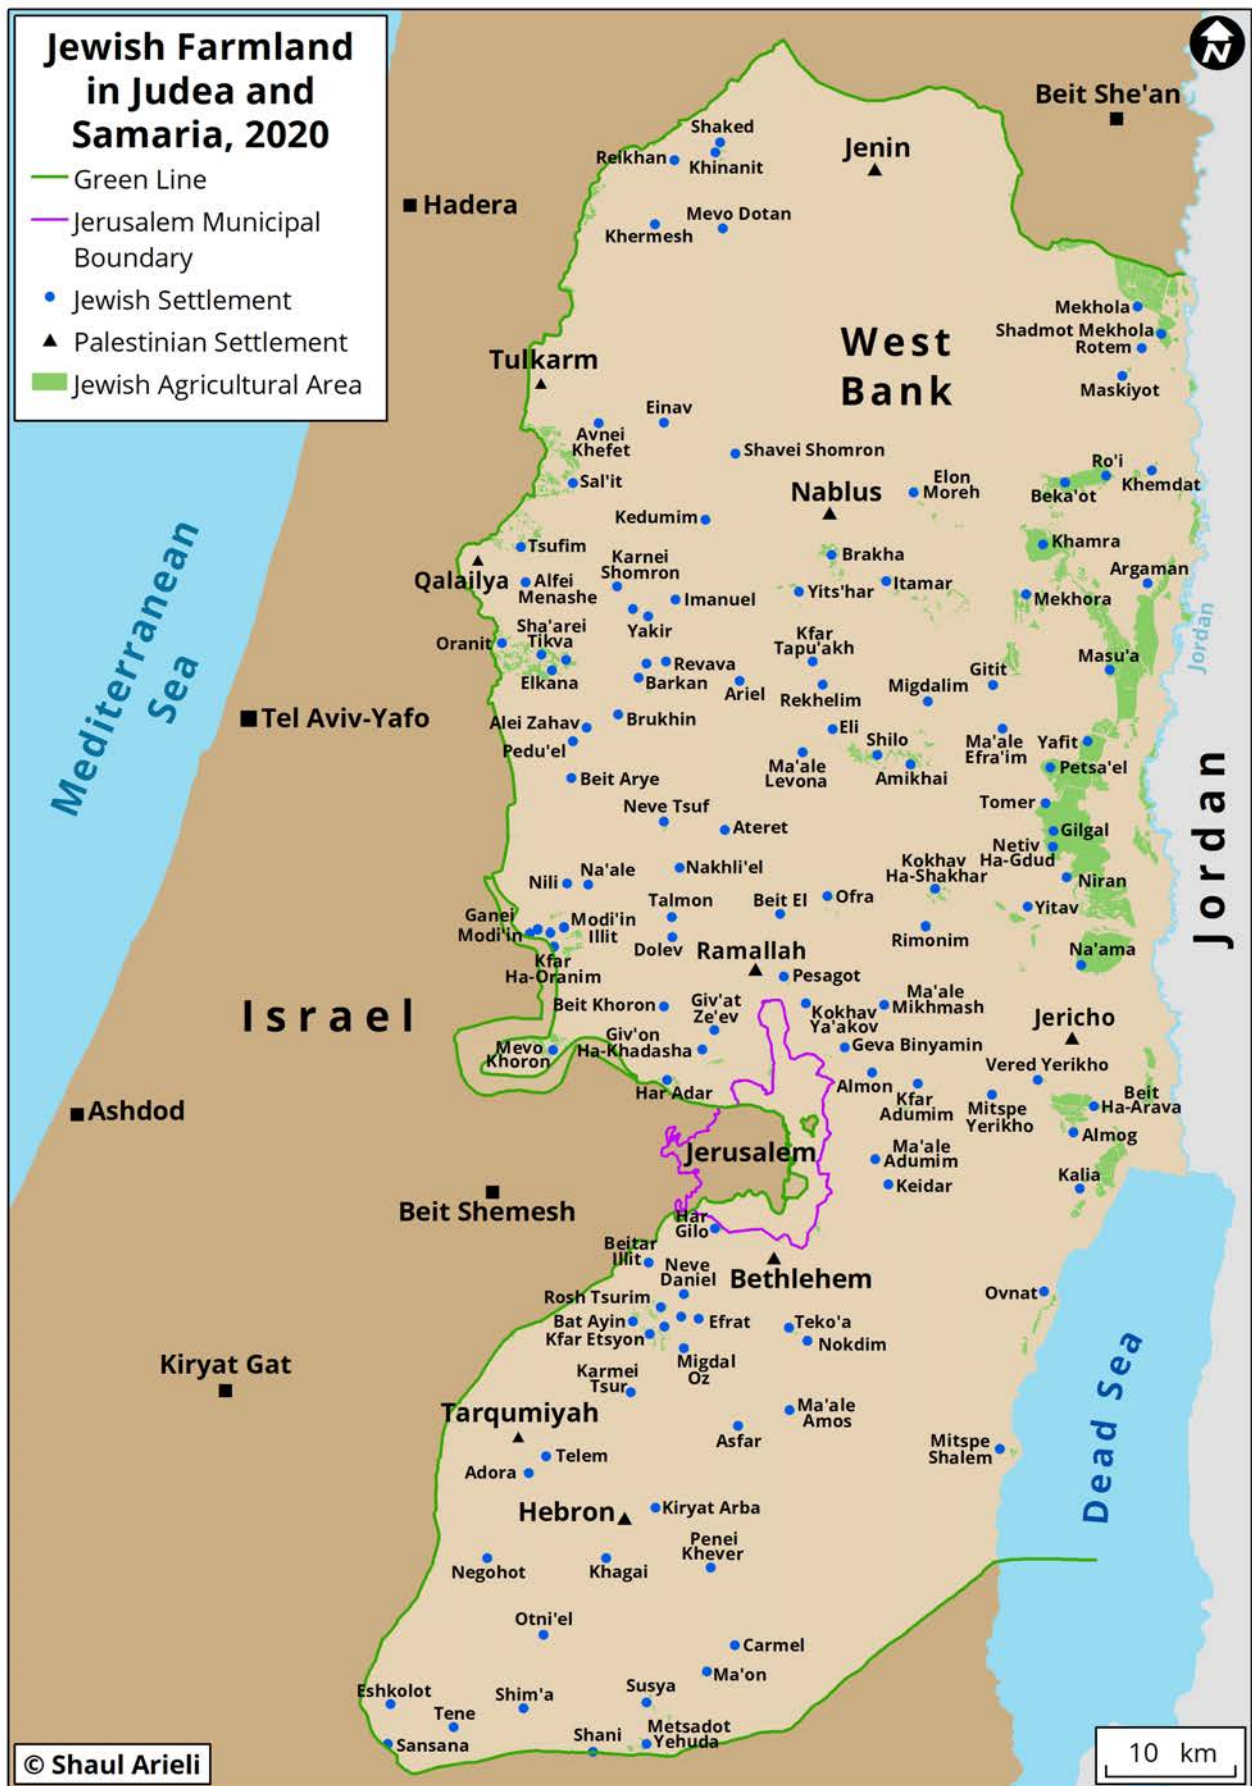 Jewish Farmland
in Judea and
Samaria, 2020
Green Line
Jerusalem Municipal
Boundary
Jewish Settlement
Palestinian Settlement
Jewish Agricultural Area
N
Beit She'an
Shaked
Jenin
Reikhan
Khinanit
Hadera
Mevo Dotan
Khermesh
Mekhola
Shadmot Mekhola
Rotem
West
Bank
Tulkarm
Maskiyot
Einav
Avnei
Khefet
Shavei Shomron
Sal'it
Ro'i
Elon
Moreh
Khemdat
Beka'ot
Nablus
Kedumim
Tsufim
Khamra
Brakha
Karnei
Shomron
Argaman
Qalailya
Alfei
Menashe
Itamar
Yits'har
Imanuel
Mekhora
Sha'arei
Tikva
Yakir
Jordan
Oranit
Kfar
Tapu'akh
Masu'a
Revava
Gitit
Elkana
Barkan
Ariel
Migdalim
Rekhelim
Mediterranean
Sea
Tel Aviv-Yafo
Alei Zahav
Brukhin
Eli
Shilo
Ma'ale
Efra'im
Yafit
Pedu'el
Ma'ale
Levona
Amikhai
Petsa'el
Beit Arye
Neve Tsuf
Tomer
Ateret
Gilgal
Netiv
Ha-Gdud
Jordan
Kokhav
Ha-Shakhar
Nakhli'el
Na'ale
Nili
Niran
Talmon
Beit El
Ofra
Yitav
Ganei
Modi'in
Modi'in
Illit
Rimonim
Dolev
Ramallah
Na'ama
Kfar
Ha-Oranim
Pesagot
Israel
Beit Khoron
Giv'at
Ze'ev
Kokhav
Ya'akov
Ma'ale
Mikhmash
Jericho
Giv'on
Ha-Khadasha
Mevo
Khoron
Geva Binyamin
Vered Yerikho
Har Adar
Almon
Kfar
Adumim
Mitspe
Yerikho
Beit
Ha-Arava
Ashdod
Almog
Jerusalem
Ma'ale
Adumim
Kalia
Keidar
Beit Shemesh
Har
Gilo
Beitar
Illit
Neve
Daniel
Bethlehem
Ovnat
Rosh Tsurim
Bat Ayin
Efrat
Teko'a
Kfar Etsyon
Nokdim
Kiryat Gat
Migdal
Oz
Karmei
Tsur
Dead Sea
Tarqumiyah
Ma'ale
Amos
Asfar
Mitspe
Shalem
Telem
Adora
Hebron
Kiryat Arba
Penei
Khever
Negohot
Khagai
Otni'el
Carmel
Ma'on
Eshkolot
Shim'a
Susya
Tene
Metsadot
Yehuda
Shani
Sansana
© Shaul Arieli
10 km